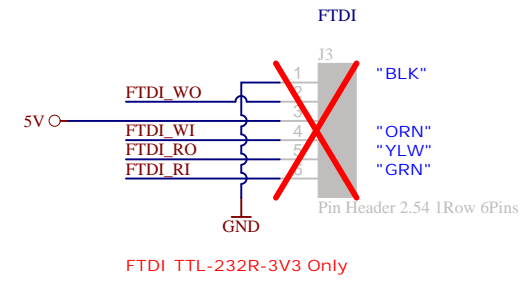 FTDI
J3
1 "BLK"
FTDI_WO 2
5V 3
FTDI_WI 4 "ORN"
FTDI_RO 5 "YLW"
FTDI_RI 6 "GRN"
Pin Header 2.54 1Row 6Pins
GND
FTDI TTL-232R-3V3 Only